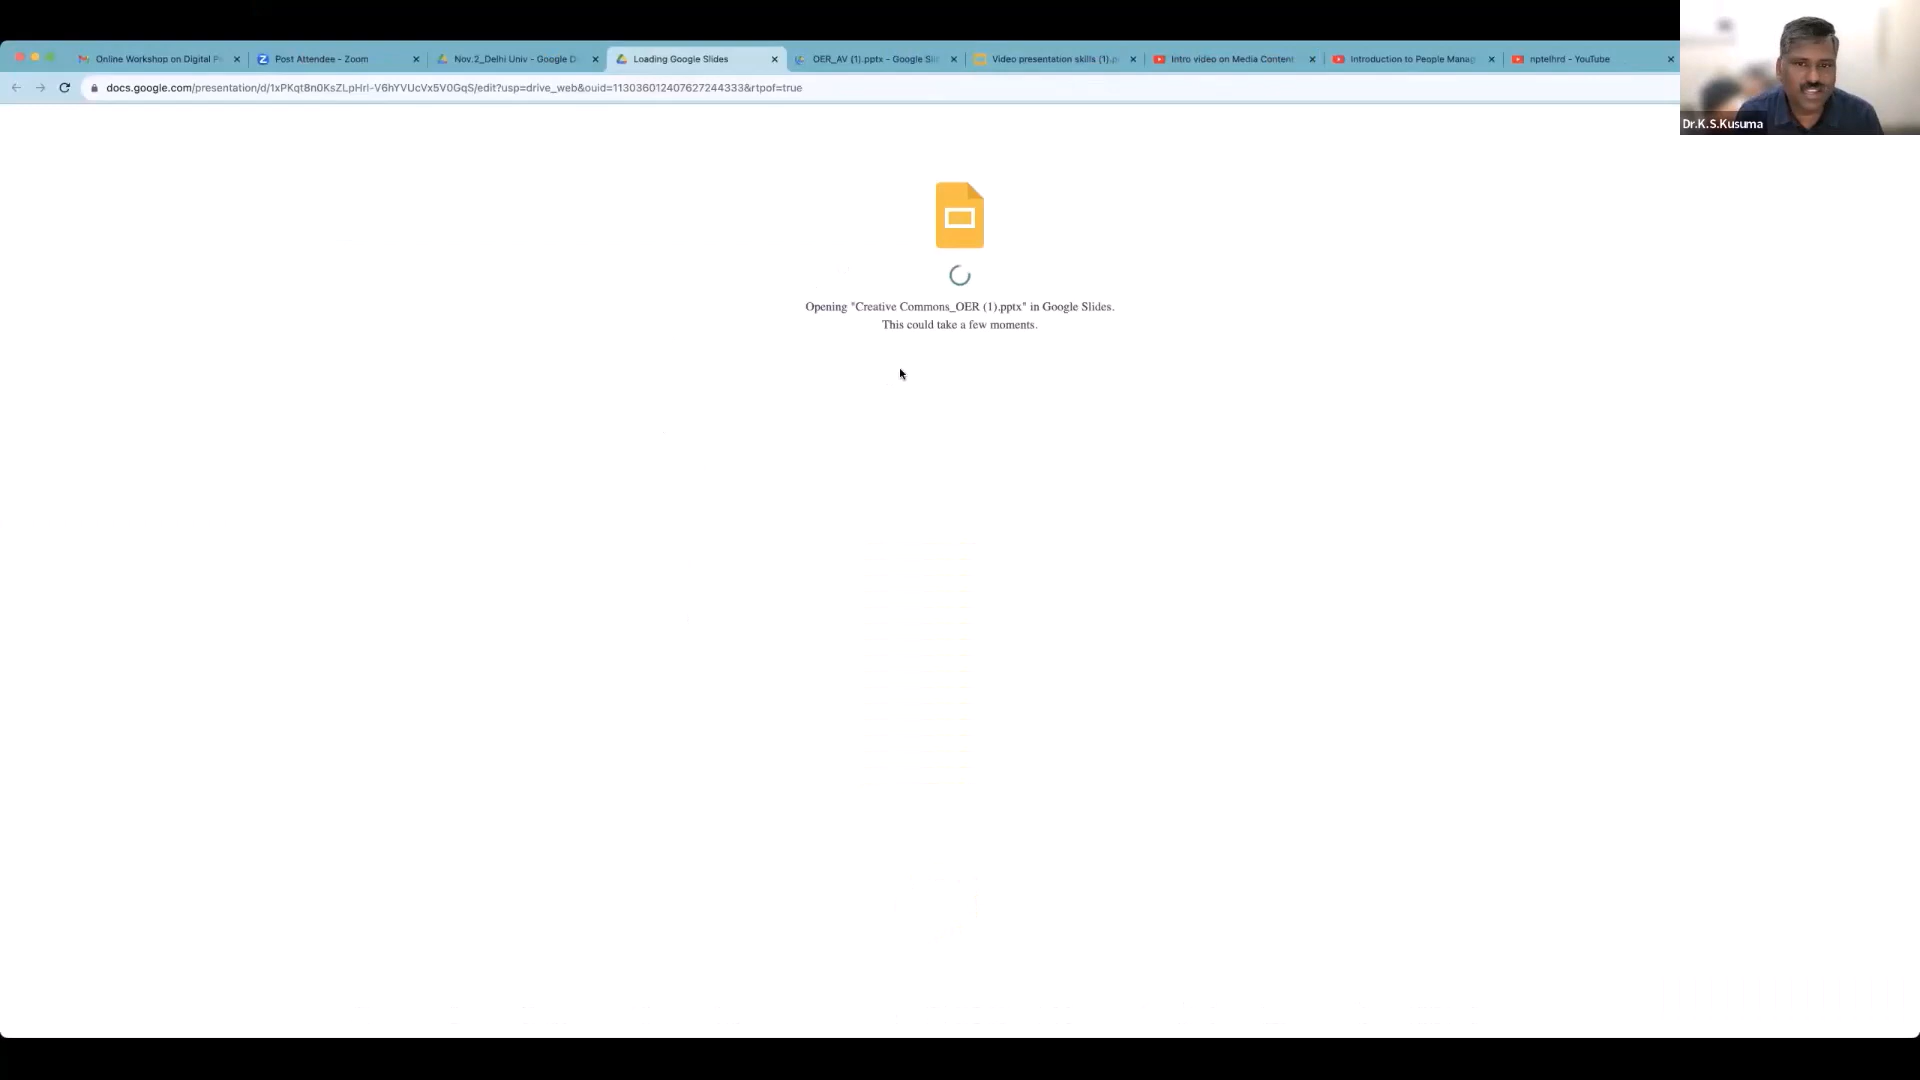 Online Workshop on Digital P
Post Attendee - Zoom
Nov.2_Delhi Univ - Google D
Loading Google Slides
OER_AV (1).pptx - Google Sli
Video presentation skills (1).p
Intro video on Media Content
Introduction to People Manag
nptelhrd - YouTube
docs.google.com/presentation/d/1xPKqt8n0KsZLpHrI-V6hYVUcVx5V0GqS/edit?usp=drive_web&ouid=113036012407627244333&rtpof=true
Dr.K.S.Kusuma
Opening "Creative Commons_OER (1).pptx" in Google Slides.
This could take a few moments.